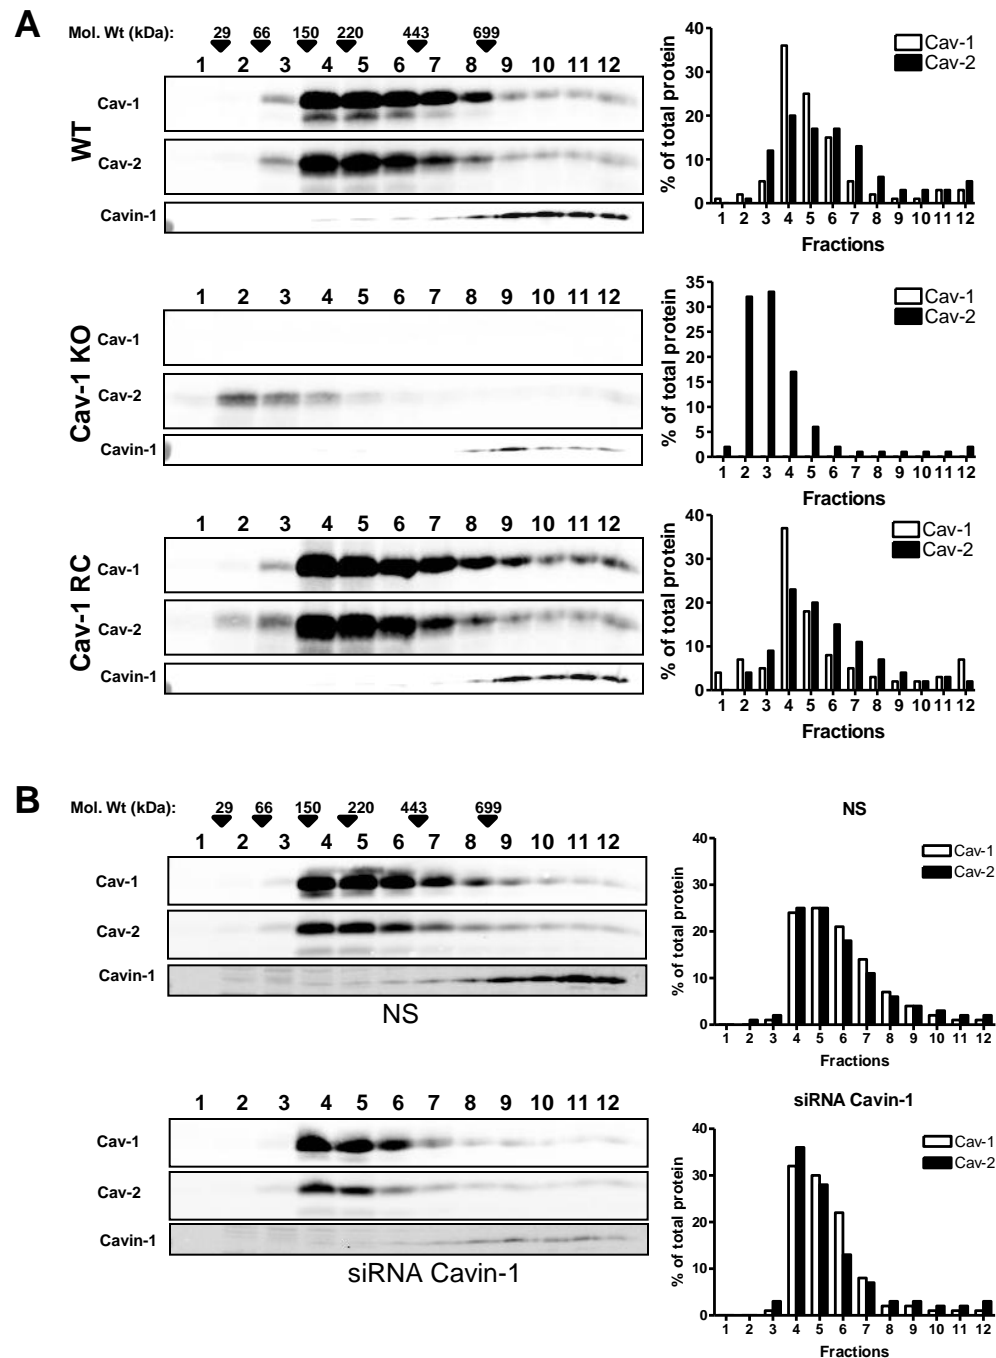 A
Mol. Wt (kDa): 29 66 150 220 443 699
1 2 3 4 5 6 7 8 9 10 11 12
WT
Cav-1
Cav-2
Cavin-1
40
30
20
10
0
% of total protein
Cav-1
Cav-2
1 2 3 4 5 6 7 8 9 10 11 12
Fractions
1 2 3 4 5 6 7 8 9 10 11 12
Cav-1 KO
Cav-1
Cav-2
Cavin-1
35
30
25
20
15
10
5
0
% of total protein
Cav-1
Cav-2
1 2 3 4 5 6 7 8 9 10 11 12
Fractions
1 2 3 4 5 6 7 8 9 10 11 12
Cav-1 RC
Cav-1
Cav-2
Cavin-1
40
30
20
10
0
% of total protein
Cav-1
Cav-2
1 2 3 4 5 6 7 8 9 10 11 12
Fractions
B
Mol. Wt (kDa): 29 66 150 220 443 699
1 2 3 4 5 6 7 8 9 10 11 12
Cav-1
Cav-2
Cavin-1
NS
NS
40
30
20
10
0
% of total protein
Cav-1
Cav-2
1 2 3 4 5 6 7 8 9 10 11 12
Fractions
1 2 3 4 5 6 7 8 9 10 11 12
Cav-1
Cav-2
Cavin-1
siRNA Cavin-1
siRNA Cavin-1
40
30
20
10
0
% of total protein
Cav-1
Cav-2
1 2 3 4 5 6 7 8 9 10 11 12
Fractions